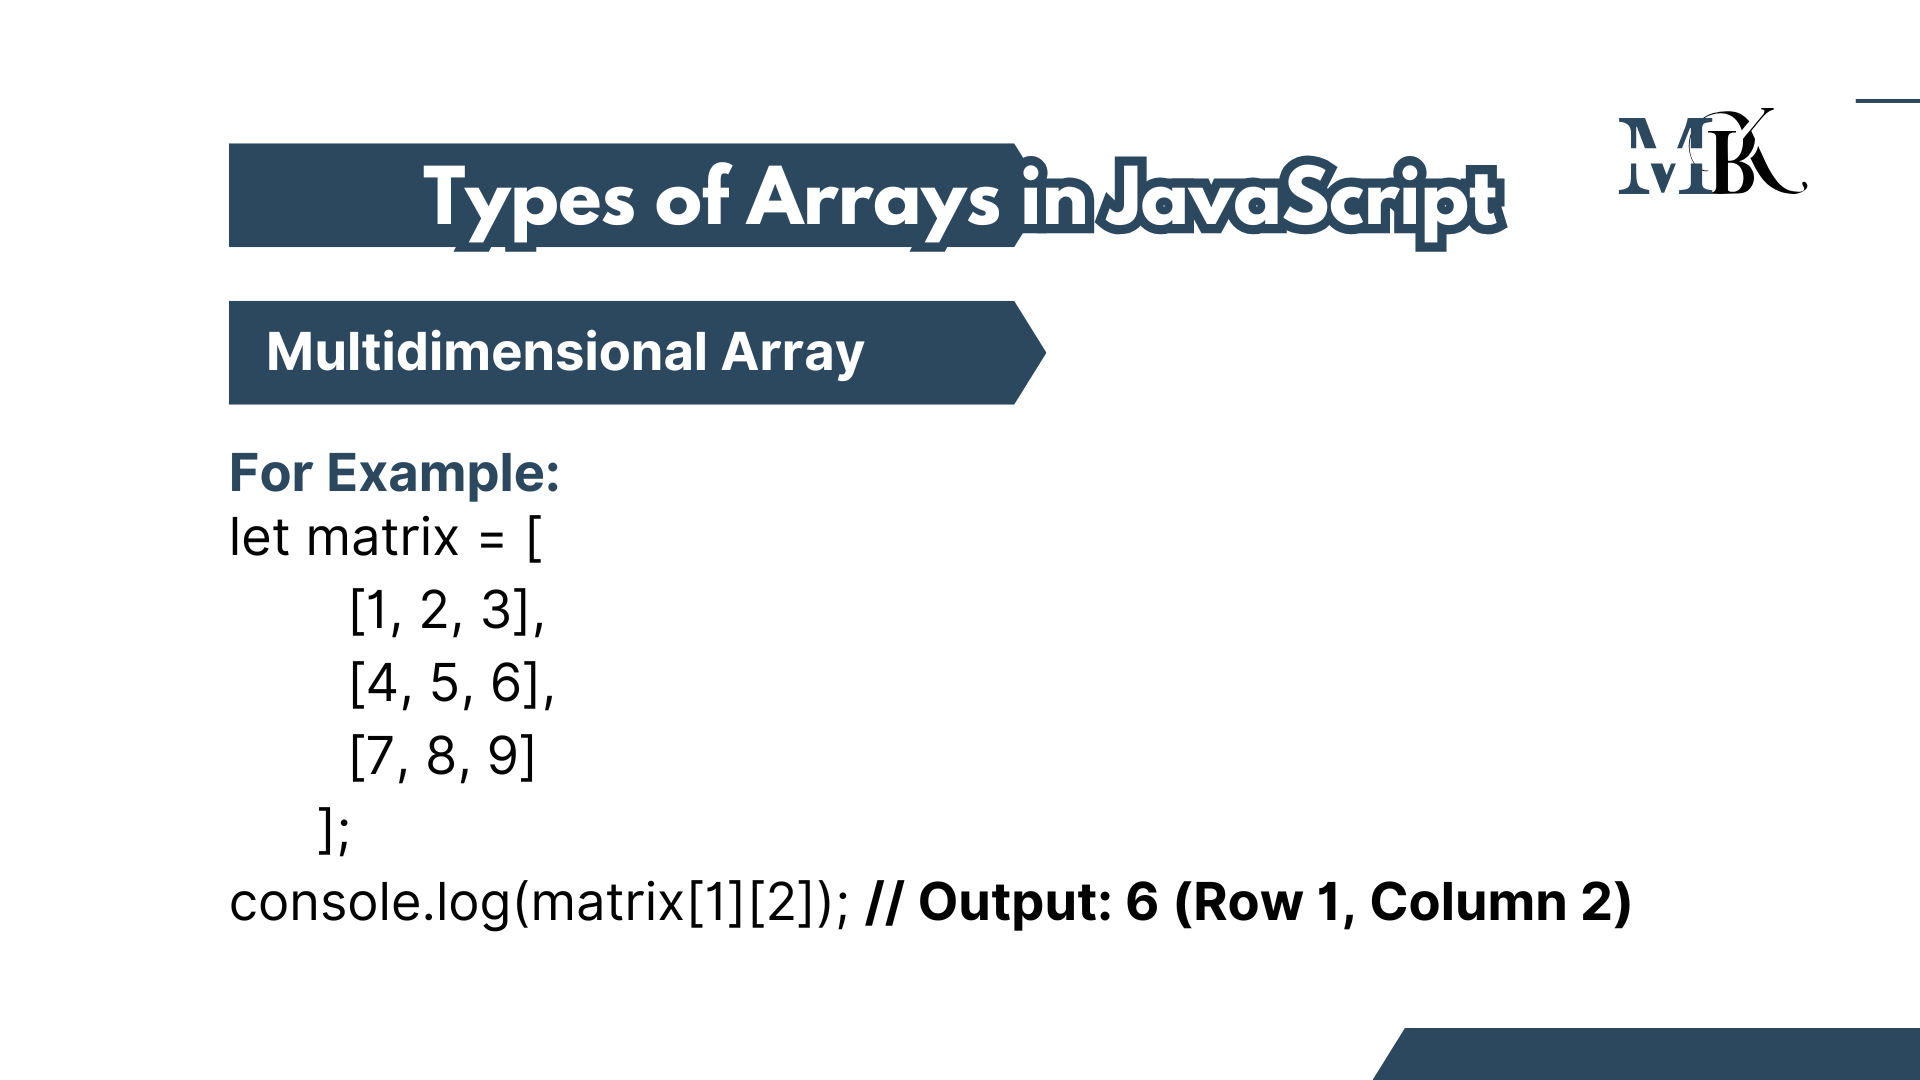 MBK
Types of Arrays in JavaScript
Multidimensional Array
For Example:
let matrix = [
[1, 2, 3],
[4, 5, 6],
[7, 8, 9]
];
console.log(matrix[1][2]); // Output: 6 (Row 1, Column 2)